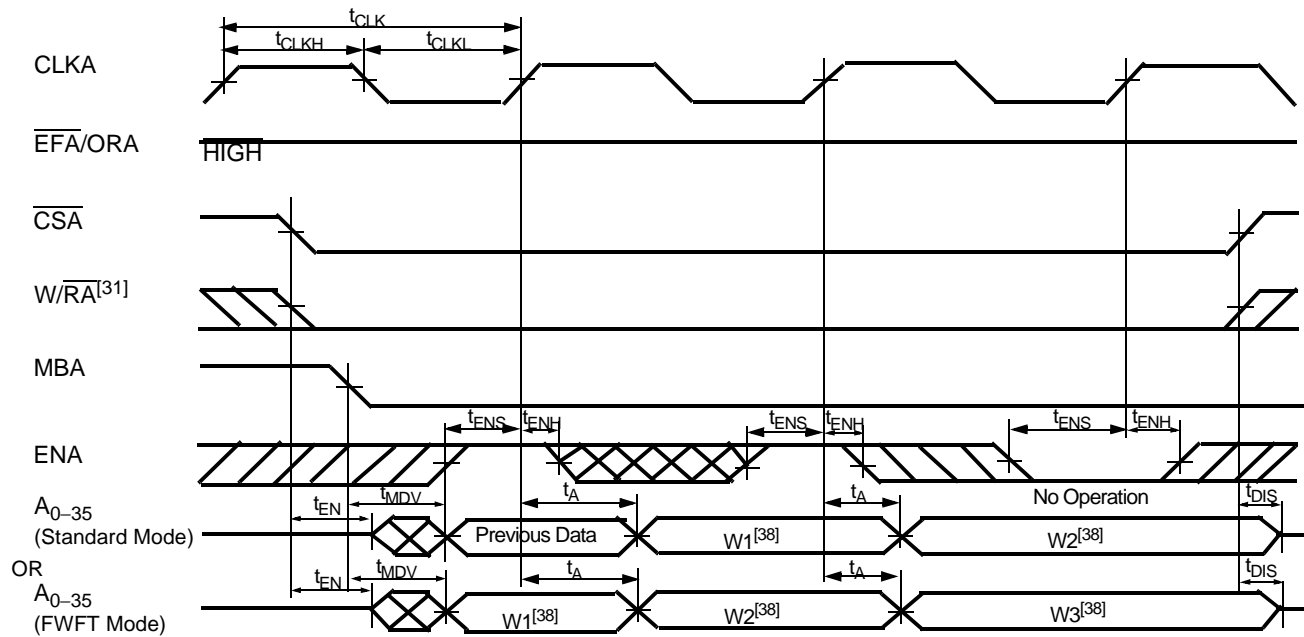 tCLK
tCLKH tCLKL
CLKA
EFA/ORA HIGH
CSA
W/RA[31]
MBA
tENS tENH tENS tENH tENS tENH
ENA
tMDV tA tA No Operation
tEN tDIS
A0–35
(Standard Mode) Previous Data W1[38] W2[38]
OR
tMDV tA tA
tEN tDIS
A0–35
(FWFT Mode) W1[38] W2[38] W3[38]